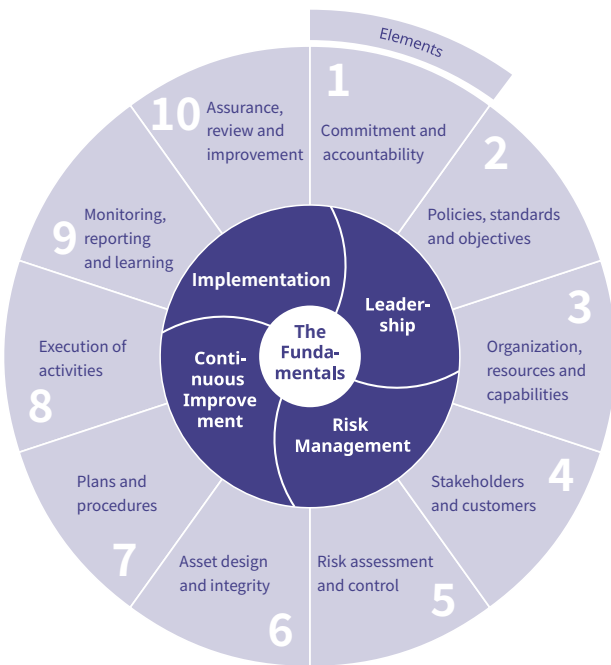 Elements
1
Commitment and
accountability
2
Policies, standards
and objectives
3
Organization,
resources and
capabilities
4
Stakeholders
and customers
5
Risk assessment
and control
6
Asset design
and integrity
7
Plans and
procedures
8
Execution of
activities
9
Monitoring,
reporting
and learning
10
Assurance,
review and
improvement
Implementation
Leader-
ship
Risk
Management
Conti-
nuous
Improve
ment
The
Funda-
mentals